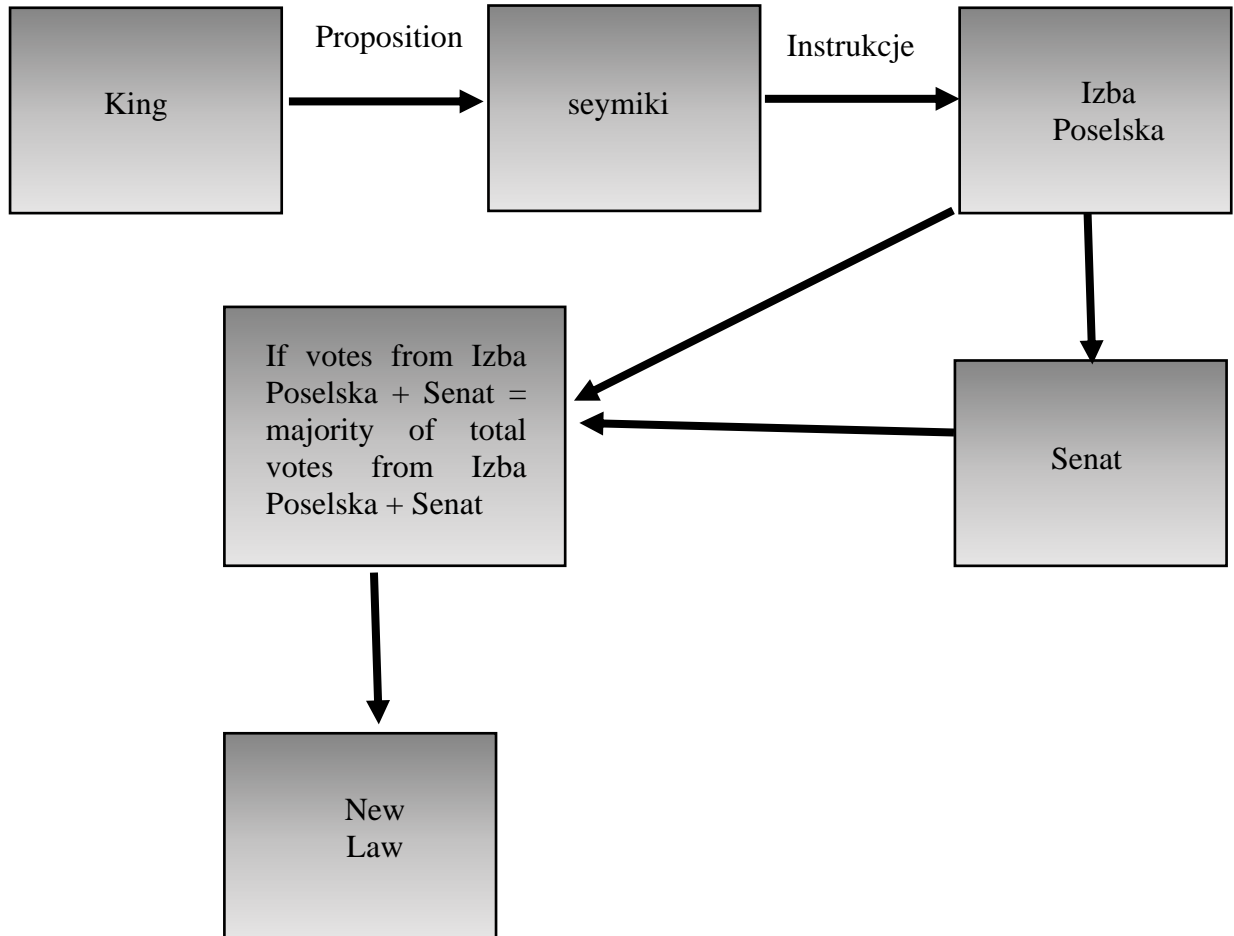 Proposition
Instrukcje
King
seymiki
Izba
Poselska
If votes from Izba
Poselska + Senat =
majority of total
votes from Izba
Poselska + Senat
Senat
New
Law